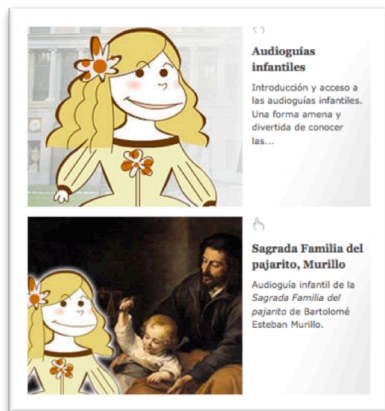 Audioguías
infantiles
Introducción y acceso a
las audioguías infantiles.
Una forma amena y
divertida de conocer
las...
Sagrada Familia del
pajarito, Murillo
Audioguía infantil de la
Sagrada Familia del
pajarito de Bartolomé
Esteban Murillo.